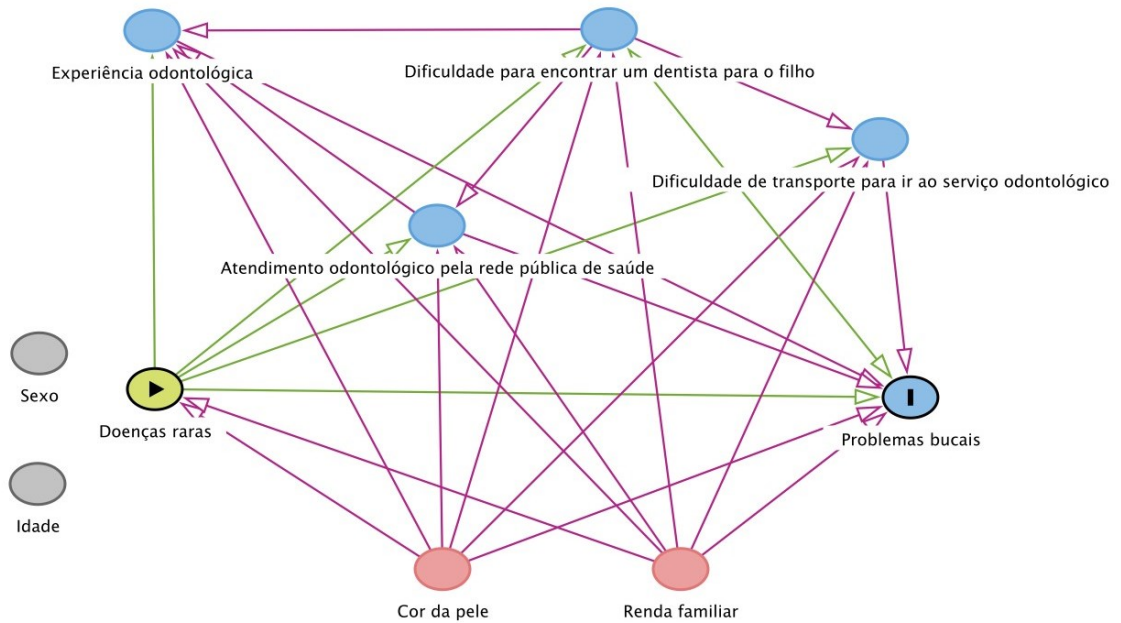 Experiência odontológica
Dificuldade para encontrar um dentista para o filho
Dificuldade de transporte para ir ao serviço odontológico
Atendimento odontológico pela rede pública de saúde
Sexo
Doenças raras
Problemas bucais
Idade
Cor da pele
Renda familiar